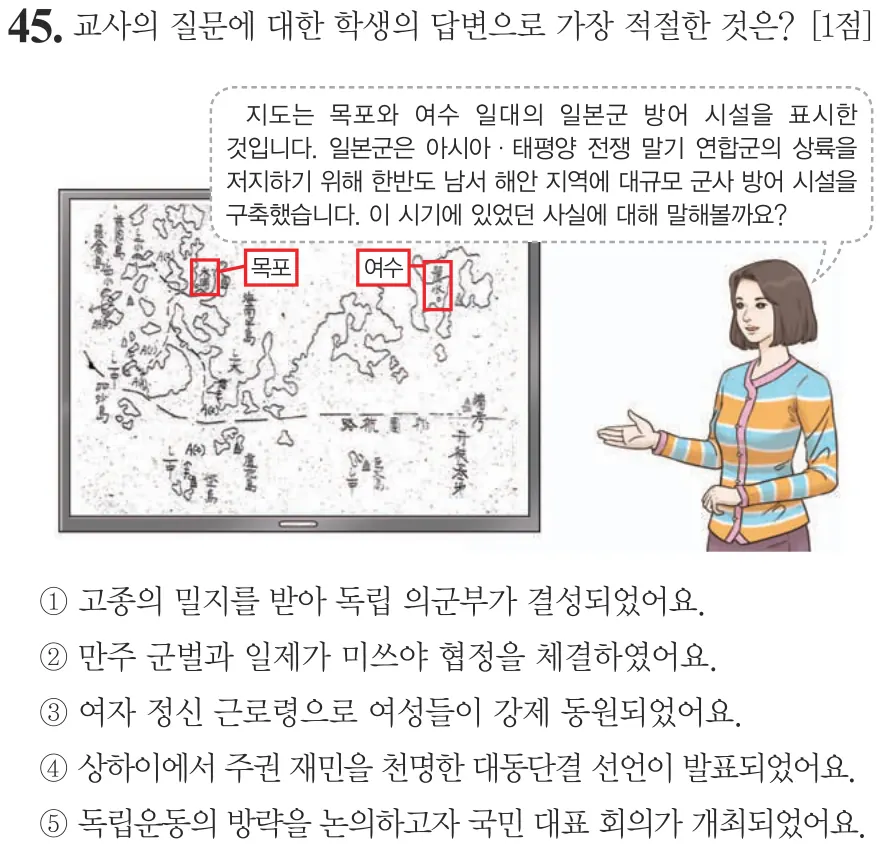 45. 교사의 질문에 대한 학생의 답변으로 가장 적절한 것은? [1점]
지도는 목포와 여수 일대의 일본군 방어 시설을 표시한
것입니다. 일본군은 아시아·태평양 전쟁 말기 연합군의 상륙을
저지하기 위해 한반도 남서 해안 지역에 대규모 군사 방어 시설을
구축했습니다. 이 시기에 있었던 사실에 대해 말해볼까요?
목포
여수
① 고종의 밀지를 받아 독립 의군부가 결성되었어요.
② 만주 군벌과 일제가 미쓰야 협정을 체결하였어요.
③ 여자 정신 근로령으로 여성들이 강제 동원되었어요.
④ 상하이에서 주권 재민을 천명한 대동단결 선언이 발표되었어요.
⑤ 독립운동의 방략을 논의하고자 국민 대표 회의가 개최되었어요.